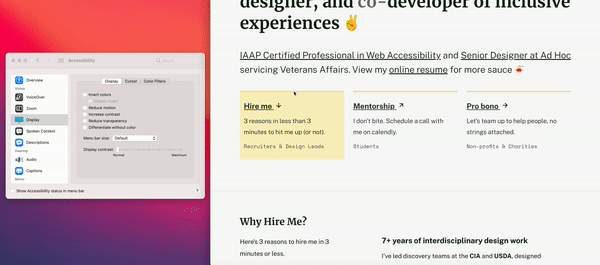 Accessibility
Search
Overview
VoiceOver
Zoom
Display
Spoken Content
Descriptions
Hearing
Audio
Captions
Display
Cursor
Color Filters
Invert colors
Reduce motion
Increase contrast
Reduce transparency
Differentiate without color
Menu bar size:
Default
Display contrast:
Normal
Maximum
Show Accessibility status in menu bar
?
designer, and co-developer of inclusive
experiences ✌️
IAAP Certified Professional in Web Accessibility and Senior Designer at Ad Hoc
servicing Veterans Affairs. View my online resume for more sauce
Hire me ↓
3 reasons in less than 3
minutes to hit me up (or not).
Recruiters & Design Leads
Mentorship ↗
I don't bite. Schedule a call with
me on calendly.
Students
Pro bono →
Let's team up to help people, no
strings attached.
Non-profits & Charities
Why Hire Me?
Here's 3 reasons to hire me in 3
minutes or less.
7+ years of interdisciplinary design work
I've led discovery teams at the CIA and USDA, designed